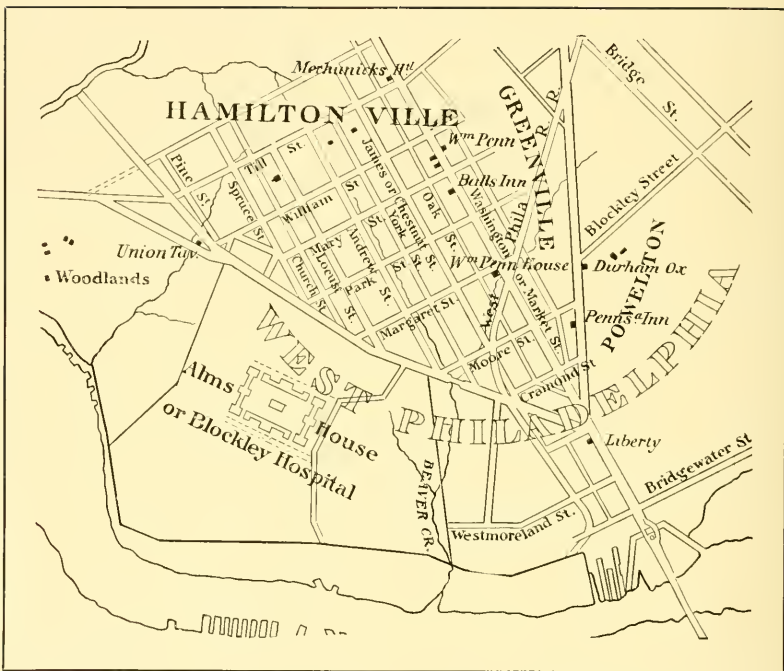 Mechanicks Htl
HAMILTON VILLE
GREENVILLE
Bridge St.
Wm Penn
Pine St.
Till St.
James or Chestnut St.
Oak St.
Spruce St.
William St
Balls Inn
Washington or Market St.
West Phila R. R.
Blockley Street
Mary St.
Andrew St.
York St.
Union Tav.
Church St.
Locust St.
Park St.
Wm Penn House
Durham Ox
POWELTON
Woodlands
Margaret St.
Pennsa Inn
Moore St.
Cramond St
WEST PHILADELPHIA
Alms House
or Blockley Hospital
Liberty
BEAVER CR.
Bridgewater St
Westmoreland St.